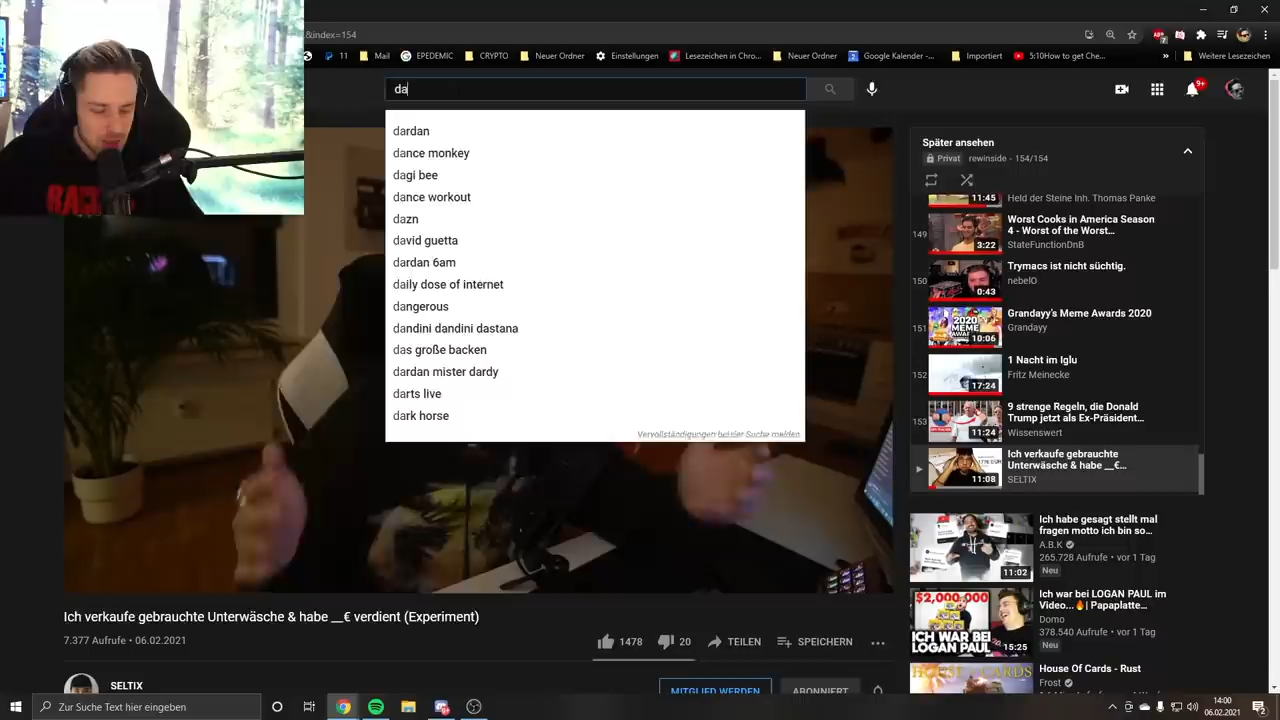 &index=154
11
Mail
EPEDEMIC
CRYPTO
Neuer Ordner
Einstellungen
Lesezeichen in Chro...
Neuer Ordner
Google Kalender -...
Importiert
5:10How to get Che...
Weitere Lesezeichen
da
9+
dardan
dance monkey
dagi bee
dance workout
dazn
david guetta
dardan 6am
daily dose of internet
dangerous
dandini dandini dastana
das große backen
dardan mister dardy
darts live
dark horse
Vervollständigungen bei der Suche melden
Ich verkaufe gebrauchte Unterwäsche & habe __€ verdient (Experiment)
7.377 Aufrufe • 06.02.2021
1478
20
TEILEN
SPEICHERN
SELTIX
MITGLIED WERDEN
ABONNIERT
Später ansehen
Privat
rewinside - 154/154
11:45
Held der Steine Inh. Thomas Panke
149
3:22
Worst Cooks in America Season
4 - Worst of the Worst...
StateFunctionDnB
150
0:43
Trymacs ist nicht süchtig.
nebelO
151
2020
MEME
10:06
Grandayy's Meme Awards 2020
Grandayy
152
17:24
1 Nacht im Iglu
Fritz Meinecke
153
11:24
9 strenge Regeln, die Donald
Trump jetzt als Ex-Präsident...
Wissenswert
11:08
Ich verkaufe gebrauchte
Unterwäsche & habe __€...
SELTIX
11:02
Ich habe gesagt stellt mal
fragen motto ich bin so...
A.B.K
265.728 Aufrufe • vor 1 Tag
Neu
$2,000,000
ICH WAR BEI
LOGAN PAUL
15:25
Ich war bei LOGAN PAUL im
Video...🔥| Papaplatte...
Domo
378.540 Aufrufe • vor 1 Tag
Neu
HOUSE OF CARDS
House Of Cards - Rust
Frost
Zur Suche Text hier eingeben
14:00
06.02.2021